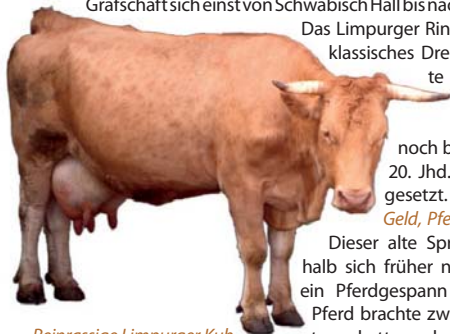 Grafschaft sich einst von Schwäbisch Hall bis nac
Das Limpurger Rin
klassisches Dre
te
noch b
20. Jhd.
gesetzt.
Geld, Pfe
Dieser alte Spr
halb sich früher n
ein Pferdgespann
Pferd brachte zw
Reinrassige Limpurger Kuh